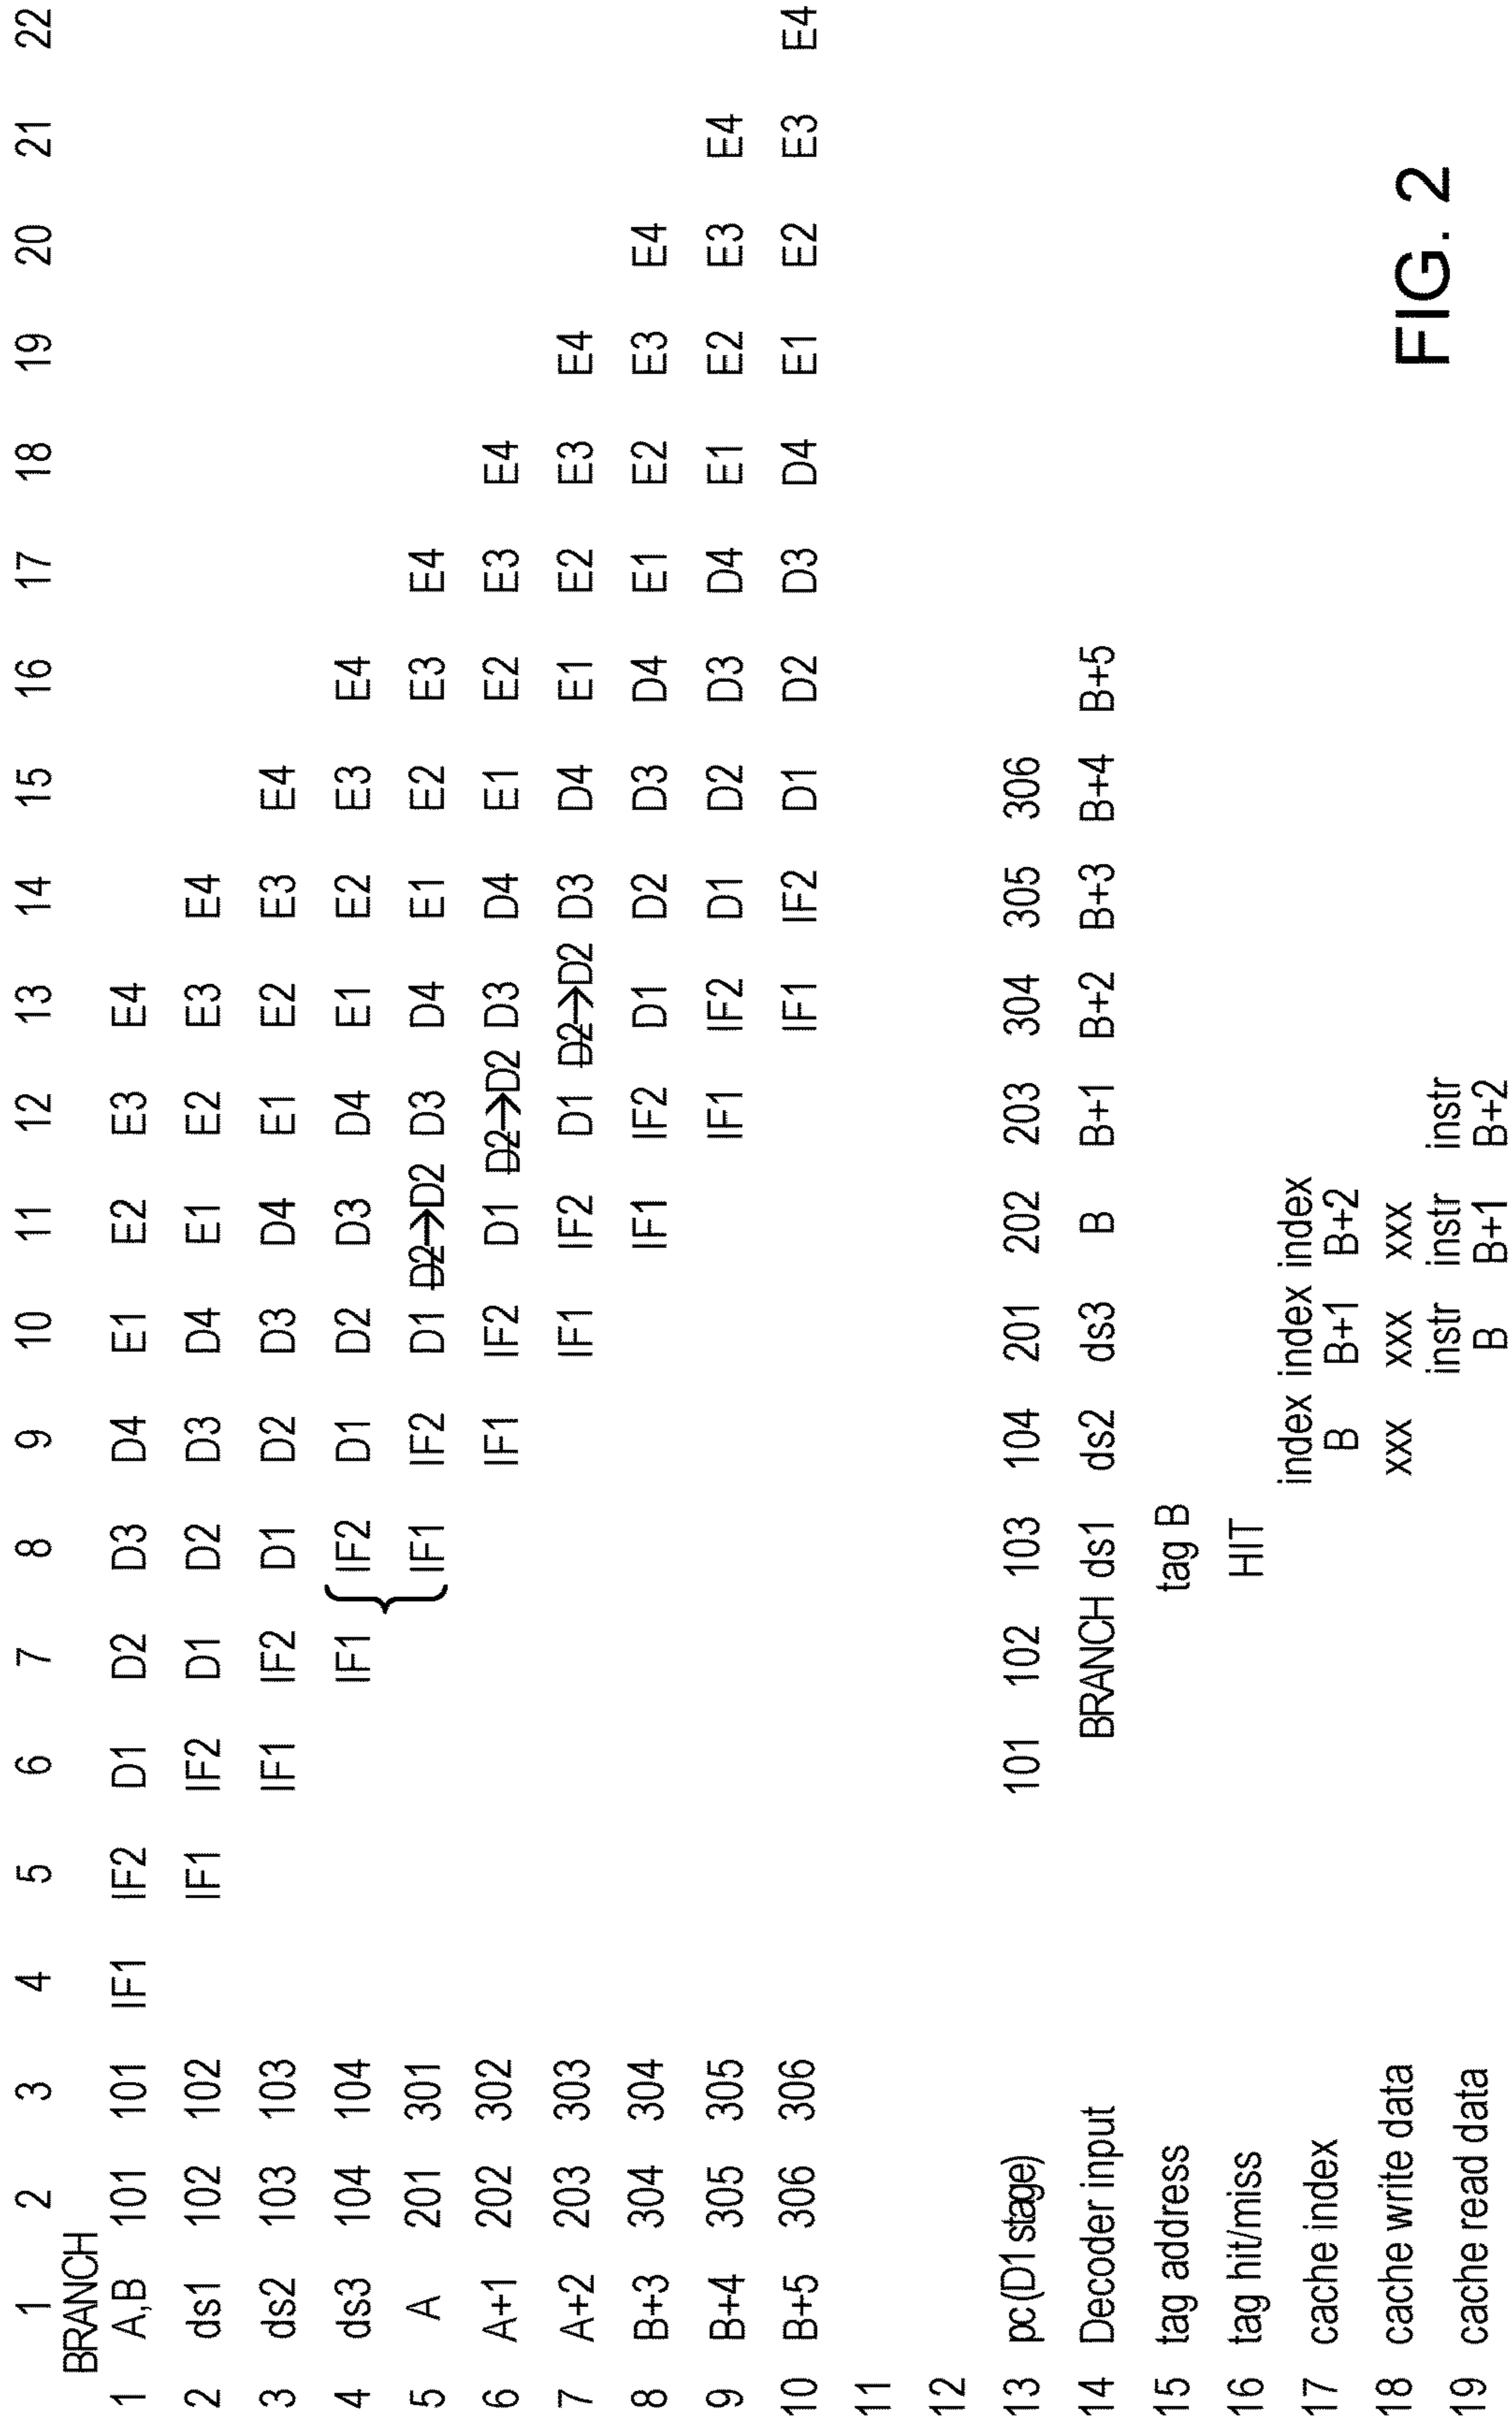 1 2 3 4 5 6 7 8 9 10 11 12 13 14 15 16 17 18 19 20 21 22
BRANCH
1 A,B 101 101 IF1 IF2 D1 D2 D3 D4 E1 E2 E3 E4
2 ds1 102 102 IF1 IF2 D1 D2 D3 D4 E1 E2 E3 E4
3 ds2 103 103 IF1 IF2 D1 D2 D3 D4 E1 E2 E3 E4
4 ds3 104 104 IF1 IF2 D1 D2 D3 D4 E1 E2 E3 E4
5 A 201 301 IF1 IF2 D1 D2→D2 D3 D4 E1 E2 E3 E4
6 A+1 202 302 IF1 IF2 D1 D2→D2 D3 D4 E1 E2 E3 E4
7 A+2 203 303 IF1 IF2 D1 D2→D2 D3 D4 E1 E2 E3 E4
8 B+3 304 304 IF1 IF2 D1 D2 D3 D4 E1 E2 E3 E4
9 B+4 305 305 IF1 IF2 D1 D2 D3 D4 E1 E2 E3 E4
10 B+5 306 306 IF1 IF2 D1 D2 D3 D4 E1 E2 E3 E4
11
12
13 pc (D1 stage) 101 102 103 104 201 202 203 304 305 306
14 Decoder input BRANCH ds1 ds2 ds3 B B+1 B+2 B+3 B+4 B+5
15 tag address tag B
16 tag hit/miss HIT
index index index
17 cache index B B+1 B+2
18 cache write data xxx xxx xxx
instr instr instr
19 cache read data B B+1 B+2
FIG. 2